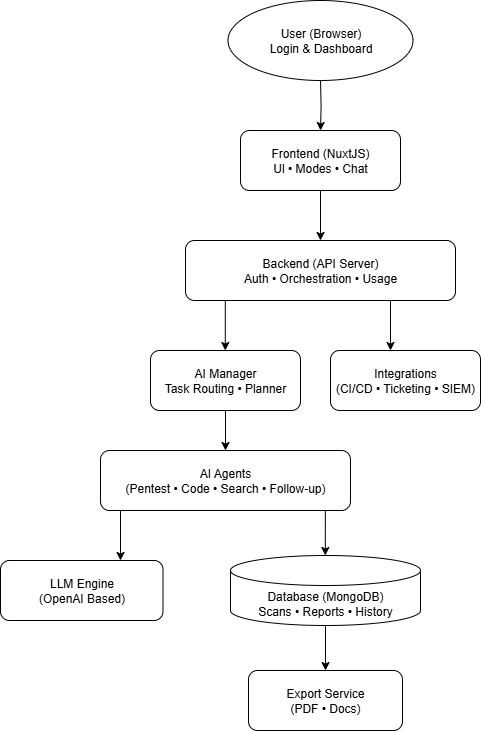 User (Browser)
Login & Dashboard
Frontend (NuxtJS)
UI • Modes • Chat
Backend (API Server)
Auth • Orchestration • Usage
AI Manager
Task Routing • Planner
Integrations
(CI/CD • Ticketing • SIEM)
AI Agents
(Pentest • Code • Search • Follow-up)
LLM Engine
(OpenAI Based)
Database (MongoDB)
Scans • Reports • History
Export Service
(PDF • Docs)